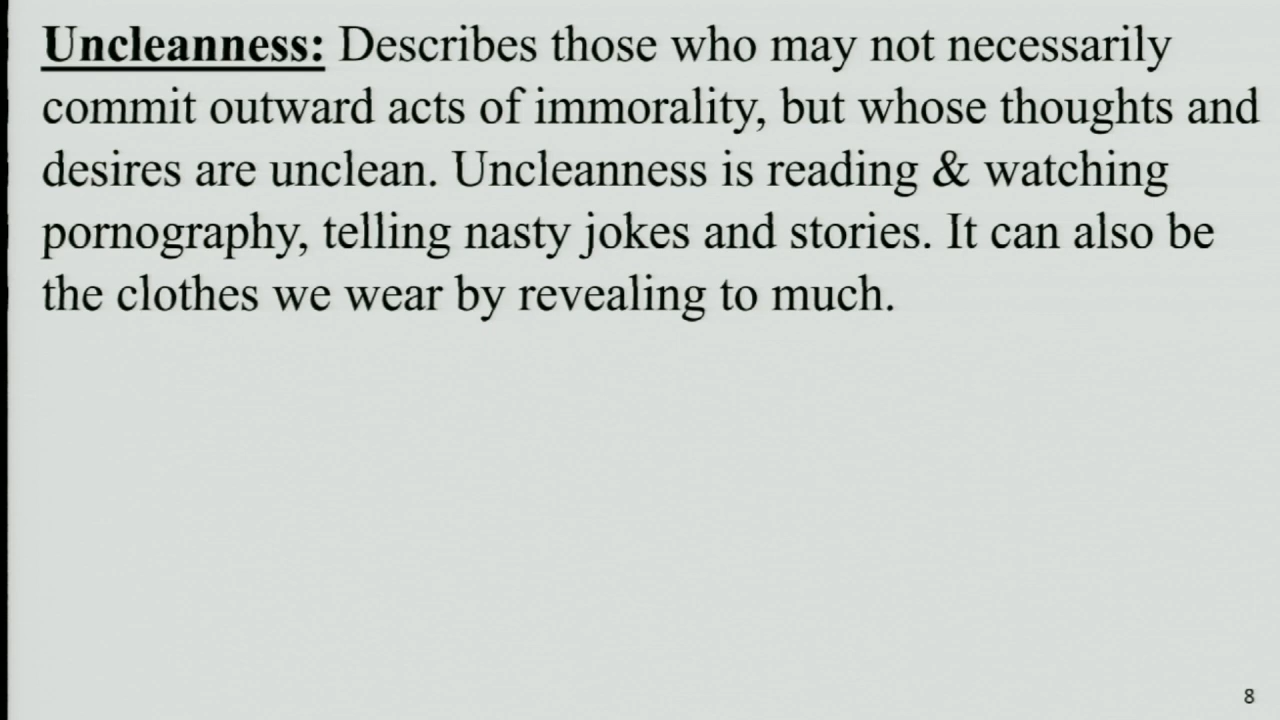 Uncleanness: Describes those who may not necessarily
commit outward acts of immorality, but whose thoughts and
desires are unclean. Uncleanness is reading & watching
pornography, telling nasty jokes and stories. It can also be
the clothes we wear by revealing to much.
8